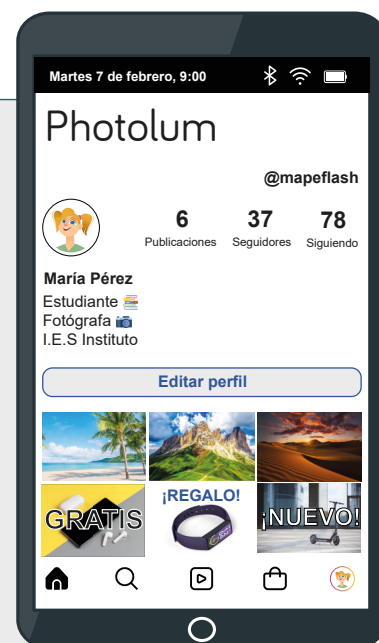 Martes 7 de febrero, 9:00
Photolum
@mapeflash
6 37 78
Publicaciones Seguidores Siguiendo
María Pérez
Estudiante
Fotógrafa
I.E.S Instituto
Editar perfil
GRATIS
¡REGALO!
¡NUEVO!